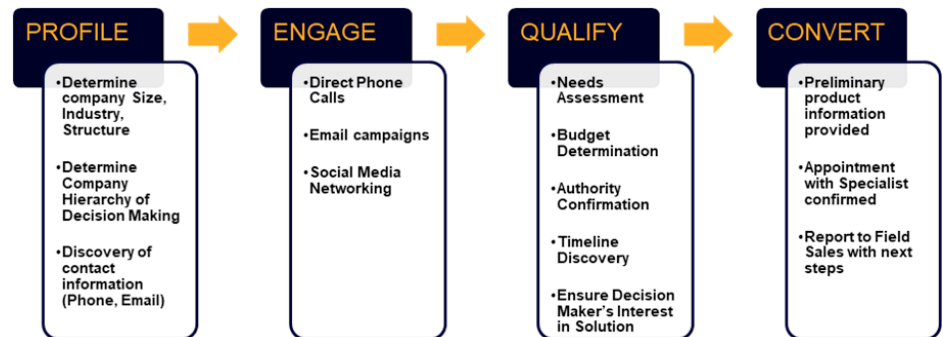 PROFILE
•Determine
company Size,
Industry,
Structure
•Determine
Company
Hierarchy of
Decision Making
•Discovery of
contact
information
(Phone, Email)
ENGAGE
•Direct Phone
Calls
•Email campaigns
•Social Media
Networking
QUALIFY
•Needs
Assessment
•Budget
Determination
•Authority
Confirmation
•Timeline
Discovery
•Ensure Decision
Maker's Interest
in Solution
CONVERT
•Preliminary
product
information
provided
•Appointment
with Specialist
confirmed
•Report to Field
Sales with next
steps